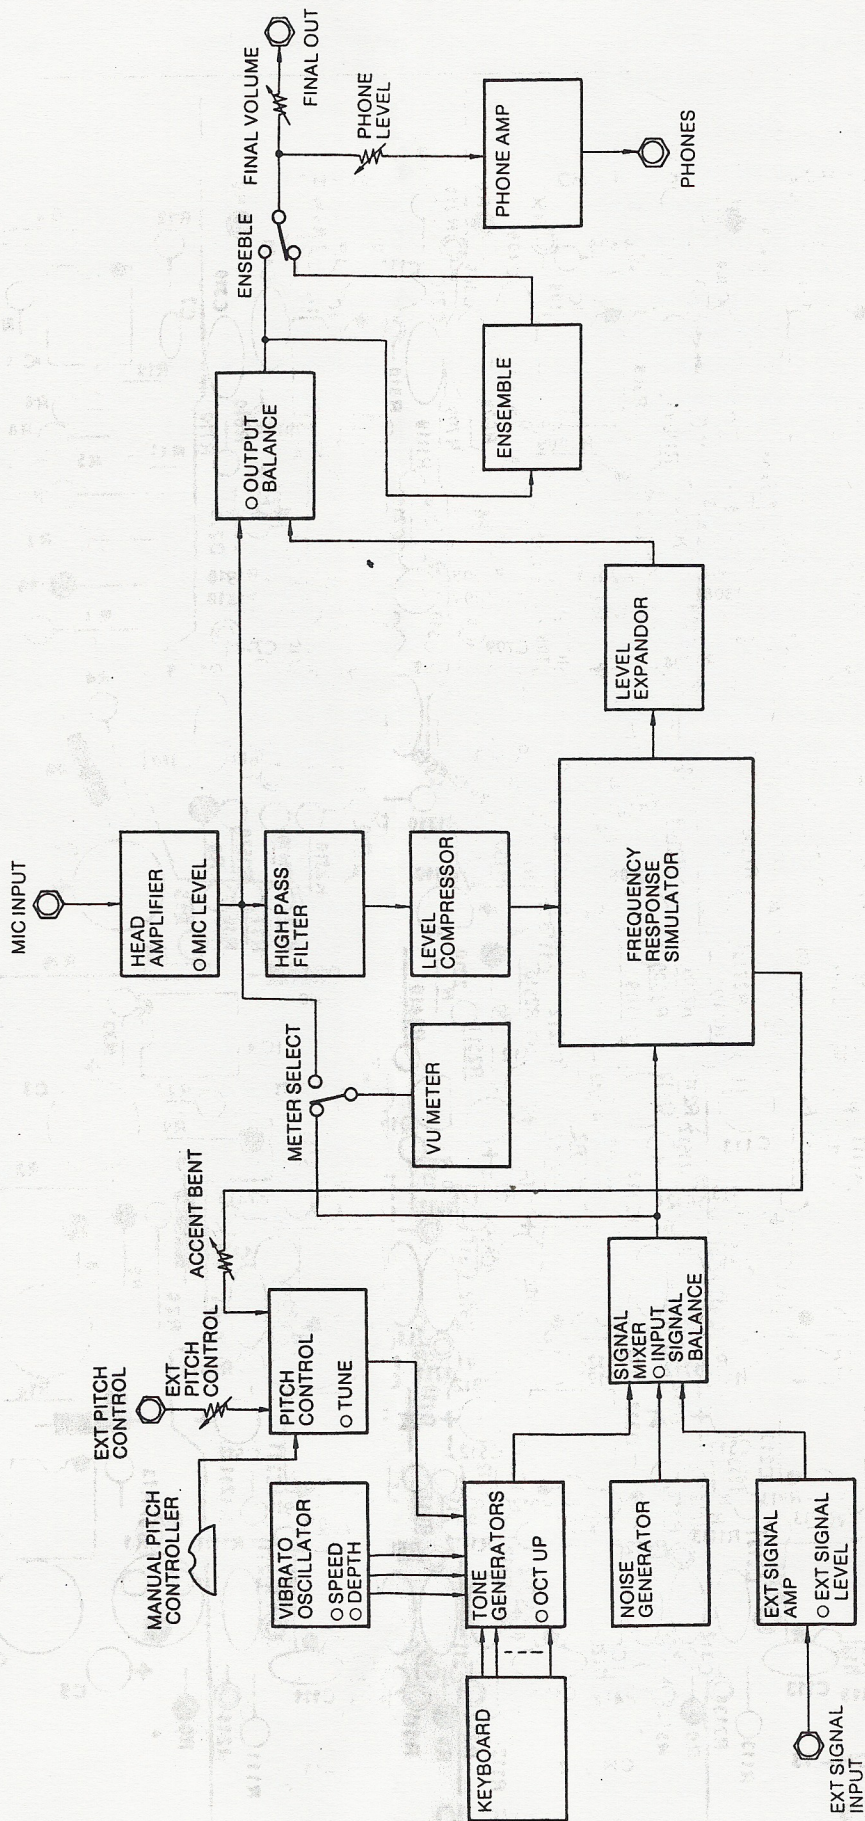 MIC INPUT
HEAD
AMPLIFIER
MIC LEVEL
HIGH PASS
FILTER
LEVEL
COMPRESSOR
FREQUENCY
RESPONSE
SIMULATOR
LEVEL
EXPANDOR
OUTPUT
BALANCE
ENSEBLE
ENSEMBLE
FINAL VOLUME
FINAL OUT
PHONE
LEVEL
PHONE AMP
PHONES
METER SELECT
VU METER
ACCENT BENT
EXT PITCH
CONTROL
EXT
PITCH
CONTROL
MANUAL PITCH
CONTROLLER
PITCH
CONTROL
TUNE
VIBRATO
OSCILLATOR
SPEED
DEPTH
KEYBOARD
TONE
GENERATORS
OCT UP
NOISE
GENERATOR
EXT SIGNAL
INPUT
EXT SIGNAL
AMP
EXT SIGNAL
LEVEL
SIGNAL
MIXER
INPUT
SIGNAL
BALANCE